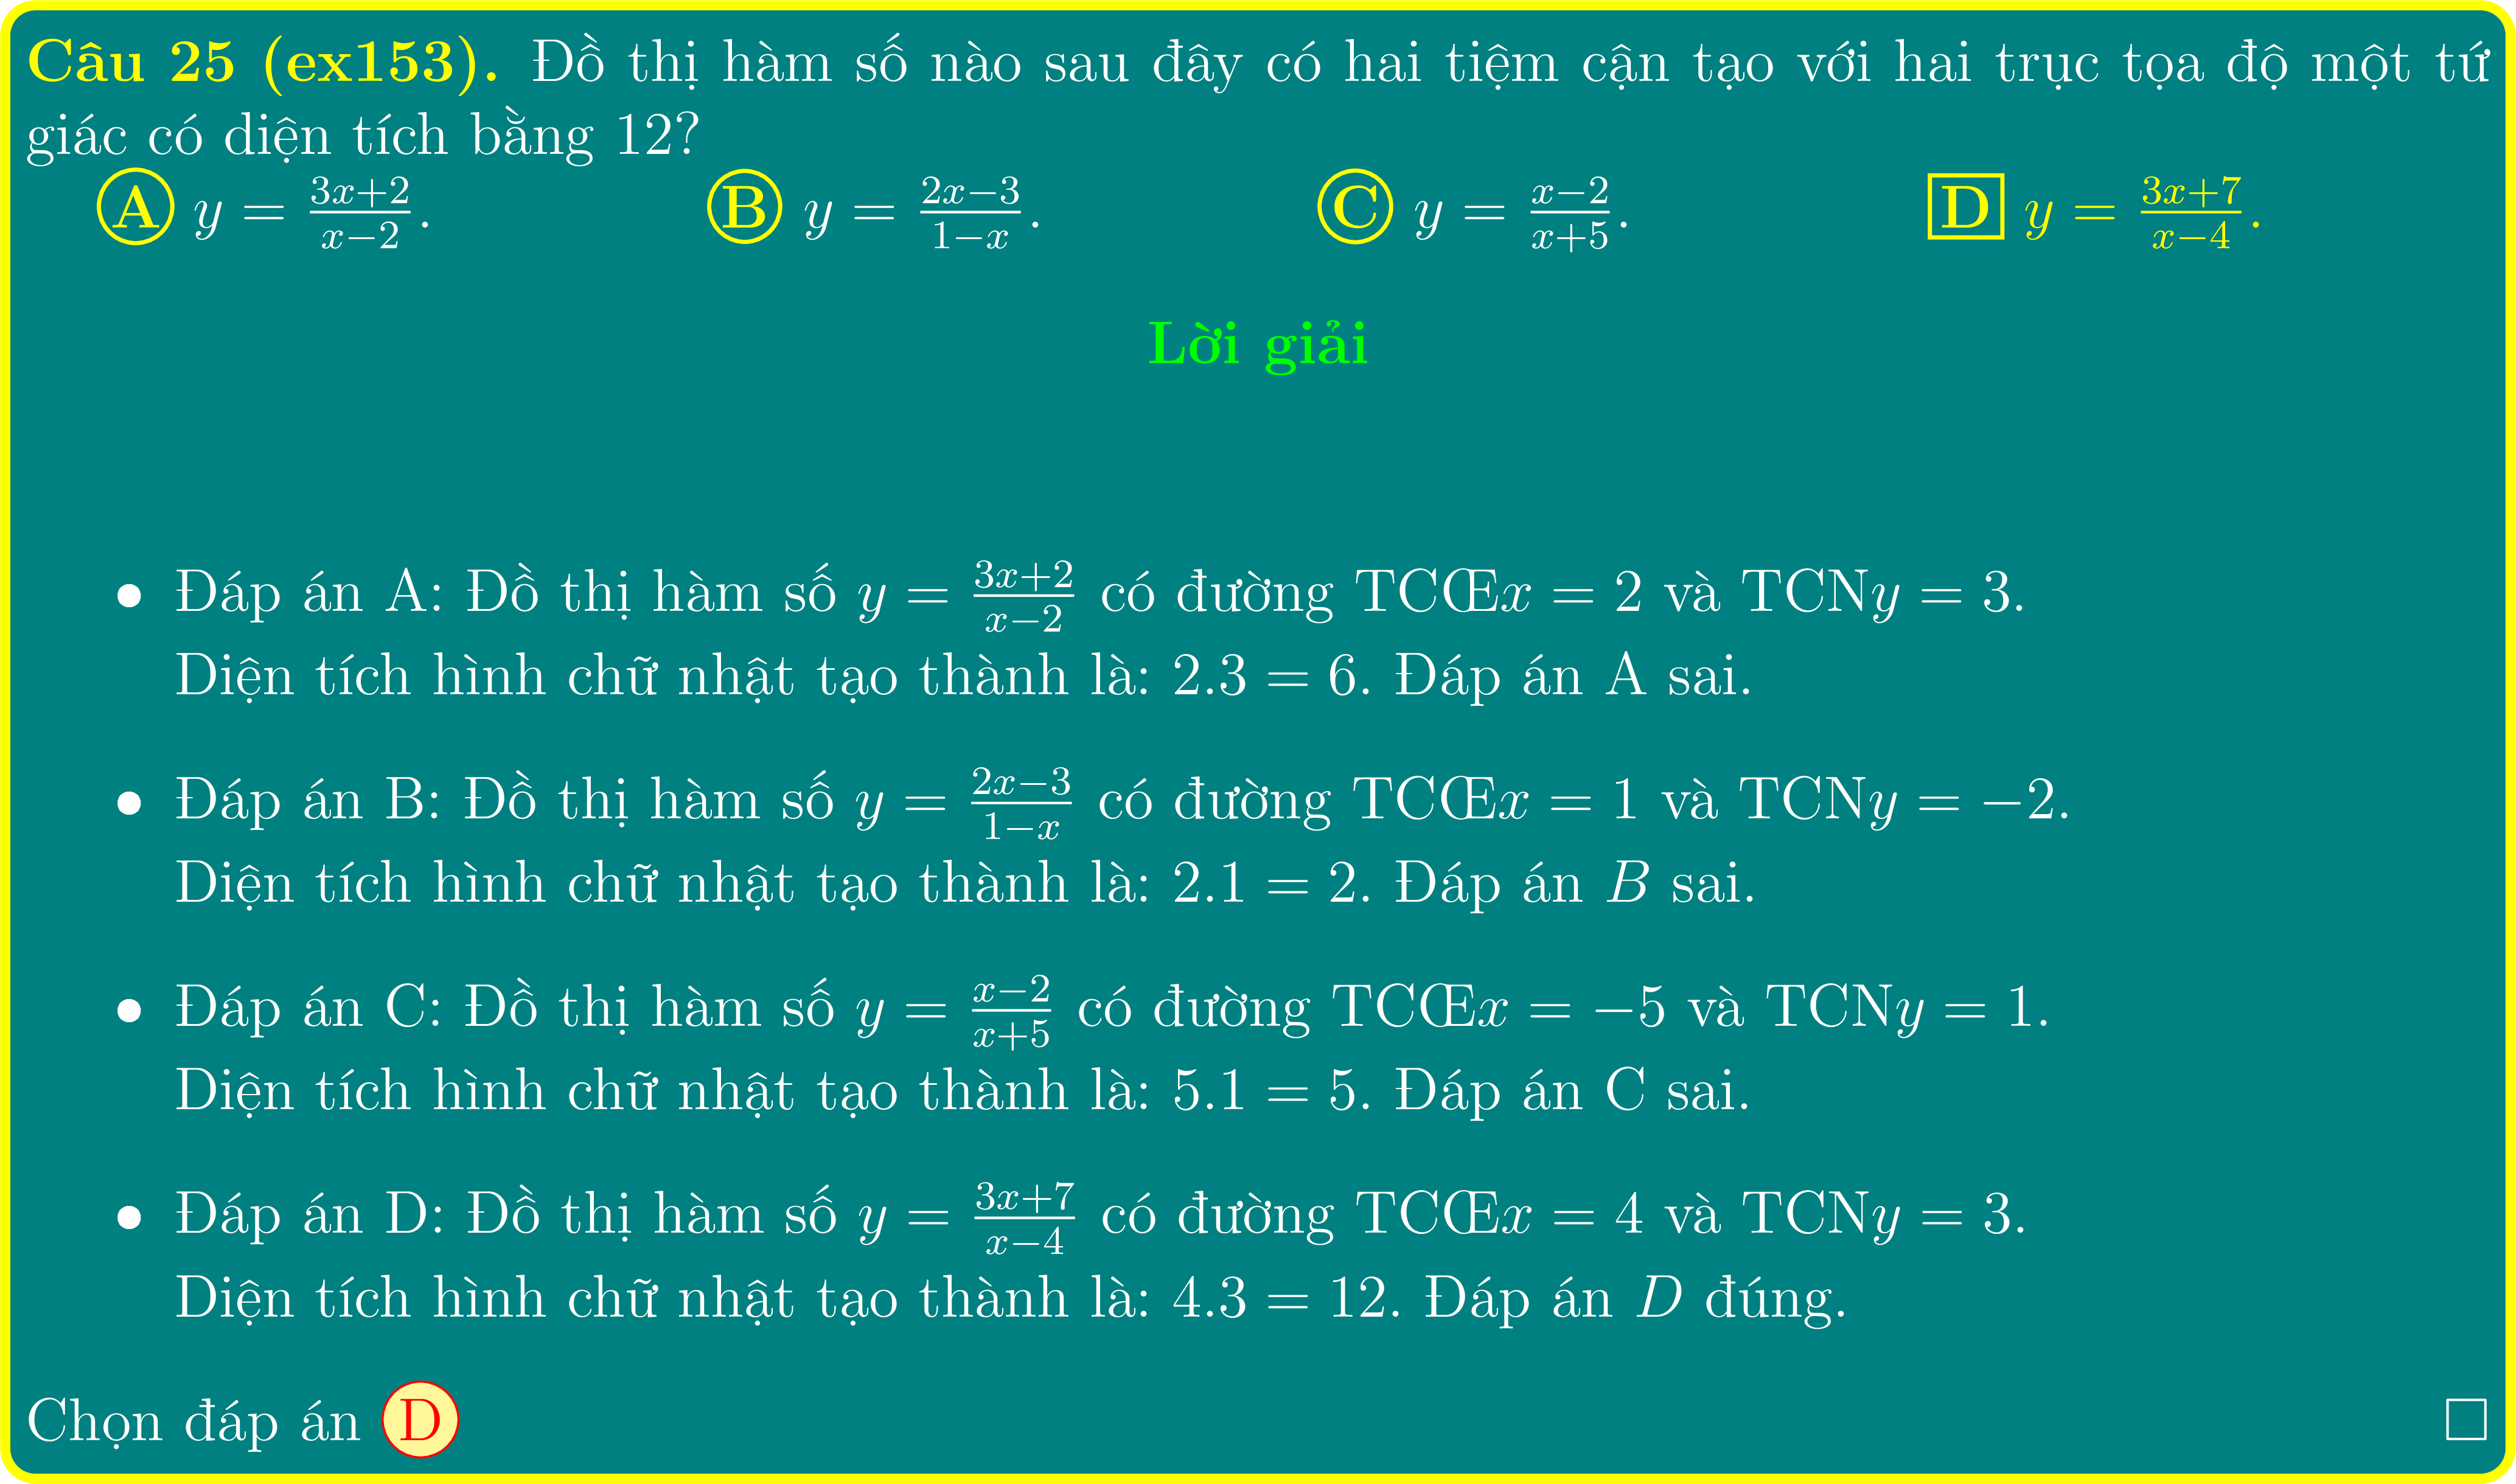 Câu 25 (ex153). Đồ thị hàm số nào sau đây có hai tiệm cận tạo với hai trục tọa độ một tứ
giác có diện tích bằng 12?
A y = \frac{3x+2}{x-2}. B y = \frac{2x-3}{1-x}. C y = \frac{x-2}{x+5}. D y = \frac{3x+7}{x-4}.
Lời giải
• Đáp án A: Đồ thị hàm số y = \frac{3x+2}{x-2} có đường TCŒx = 2 và TCNy = 3.
Diện tích hình chữ nhật tạo thành là: 2.3 = 6. Đáp án A sai.
• Đáp án B: Đồ thị hàm số y = \frac{2x-3}{1-x} có đường TCŒx = 1 và TCNy = −2.
Diện tích hình chữ nhật tạo thành là: 2.1 = 2. Đáp án B sai.
• Đáp án C: Đồ thị hàm số y = \frac{x-2}{x+5} có đường TCŒx = −5 và TCNy = 1.
Diện tích hình chữ nhật tạo thành là: 5.1 = 5. Đáp án C sai.
• Đáp án D: Đồ thị hàm số y = \frac{3x+7}{x-4} có đường TCŒx = 4 và TCNy = 3.
Diện tích hình chữ nhật tạo thành là: 4.3 = 12. Đáp án D đúng.
Chọn đáp án D □